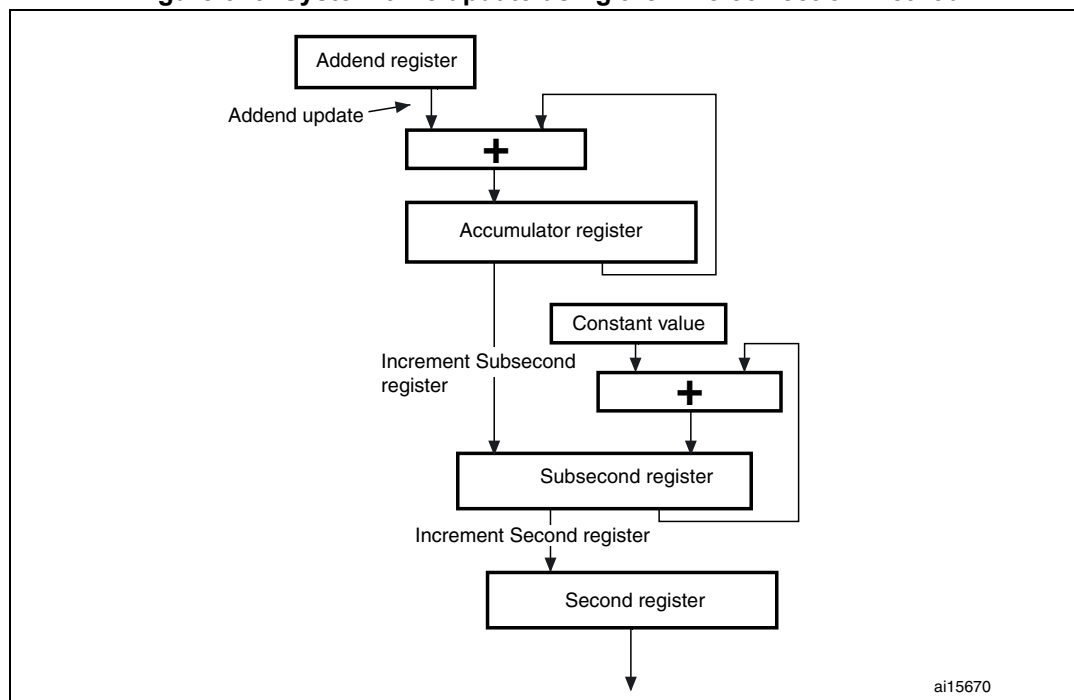 Addend register
Addend update
+
Accumulator register
Constant value
Increment Subsecond
register
+
Subsecond register
Increment Second register
Second register
ai15670